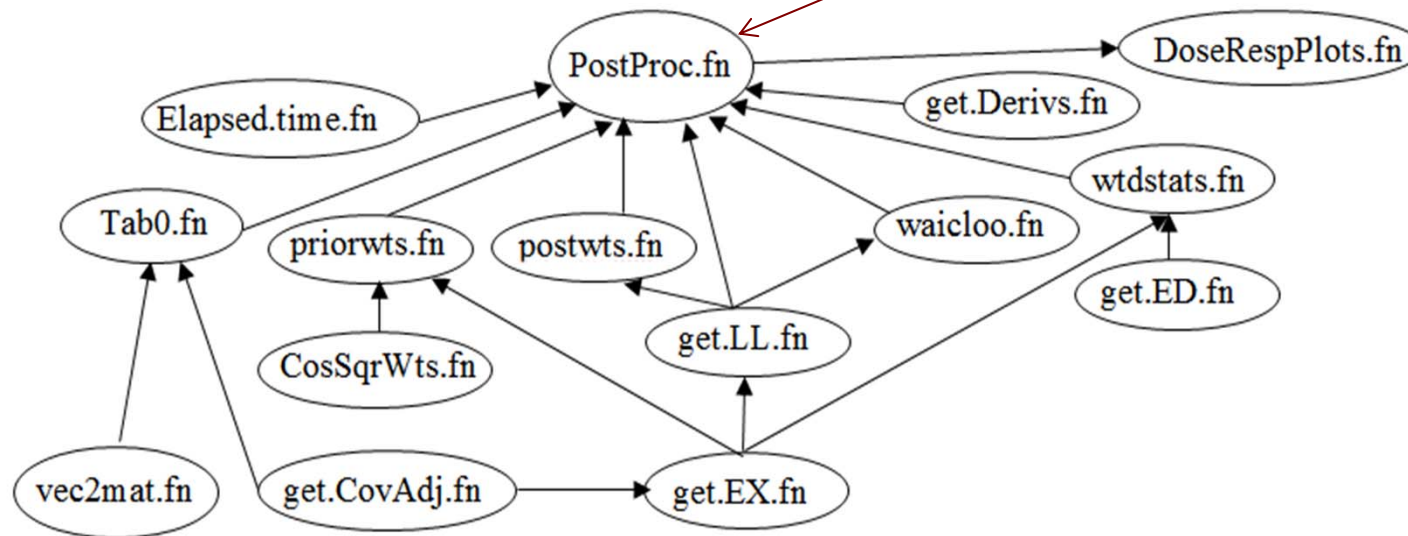 PostProc.fn
DoseRespPlots.fn
Elapsed.time.fn
get.Derivs.fn
wtdstats.fn
Tab0.fn
priorwts.fn
postwts.fn
waicloo.fn
get.ED.fn
get.LL.fn
CosSqrWts.fn
vec2mat.fn
get.CovAdj.fn
get.EX.fn